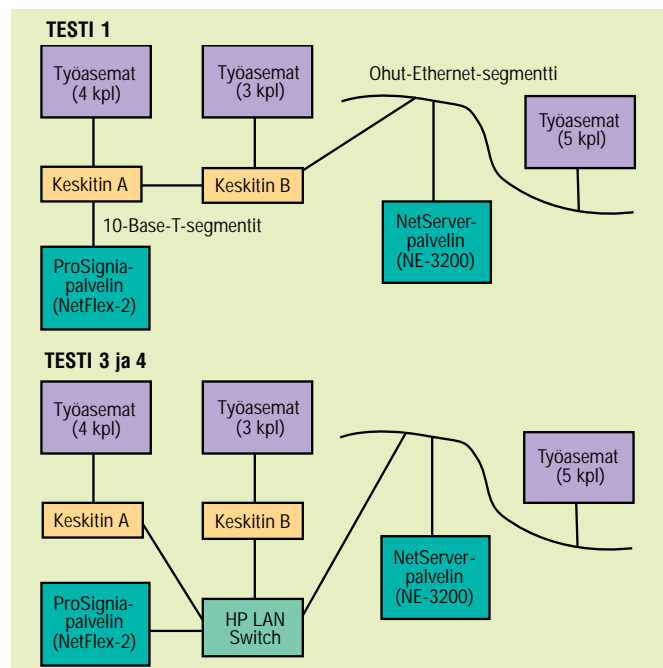 TESTI 1
Työasemat
(4 kpl)
Työasemat
(3 kpl)
Ohut-Ethernet-segmentti
Työasemat
(5 kpl)
Keskitin A
Keskitin B
10-Base-T-segmentit
ProSignia-
palvelin
(NetFlex-2)
NetServer-
palvelin
(NE-3200)
TESTI 3 ja 4
Työasemat
(4 kpl)
Työasemat
(3 kpl)
Työasemat
(5 kpl)
Keskitin A
Keskitin B
NetServer-
palvelin
(NE-3200)
ProSignia-
palvelin
(NetFlex-2)
HP LAN
Switch